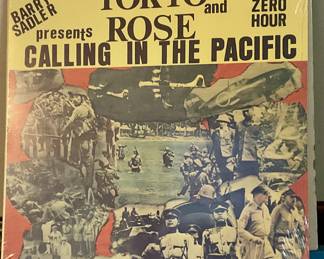 BARRY SADLER
presents
TOKYO ROSE
and
ZERO HOUR
CALLING IN THE PACIFIC